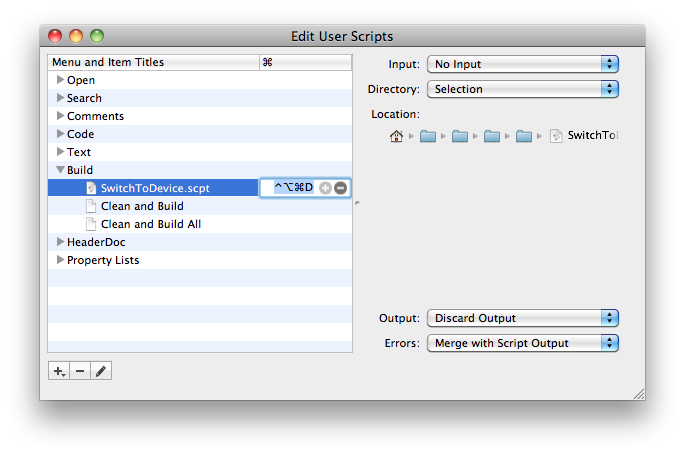 Edit User Scripts
Menu and Item Titles ⌘
Open
Search
Comments
Code
Text
Build
SwitchToDevice.scpt ^⌥⌘D
Clean and Build
Clean and Build All
HeaderDoc
Property Lists
Input: No Input
Directory: Selection
Location:
SwitchTo
Output: Discard Output
Errors: Merge with Script Output